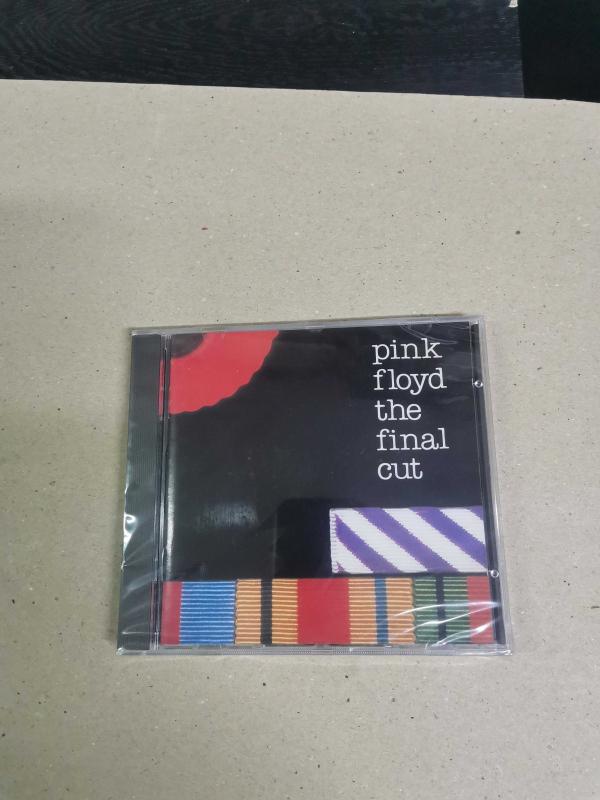 pink
floyd
the
final
cut